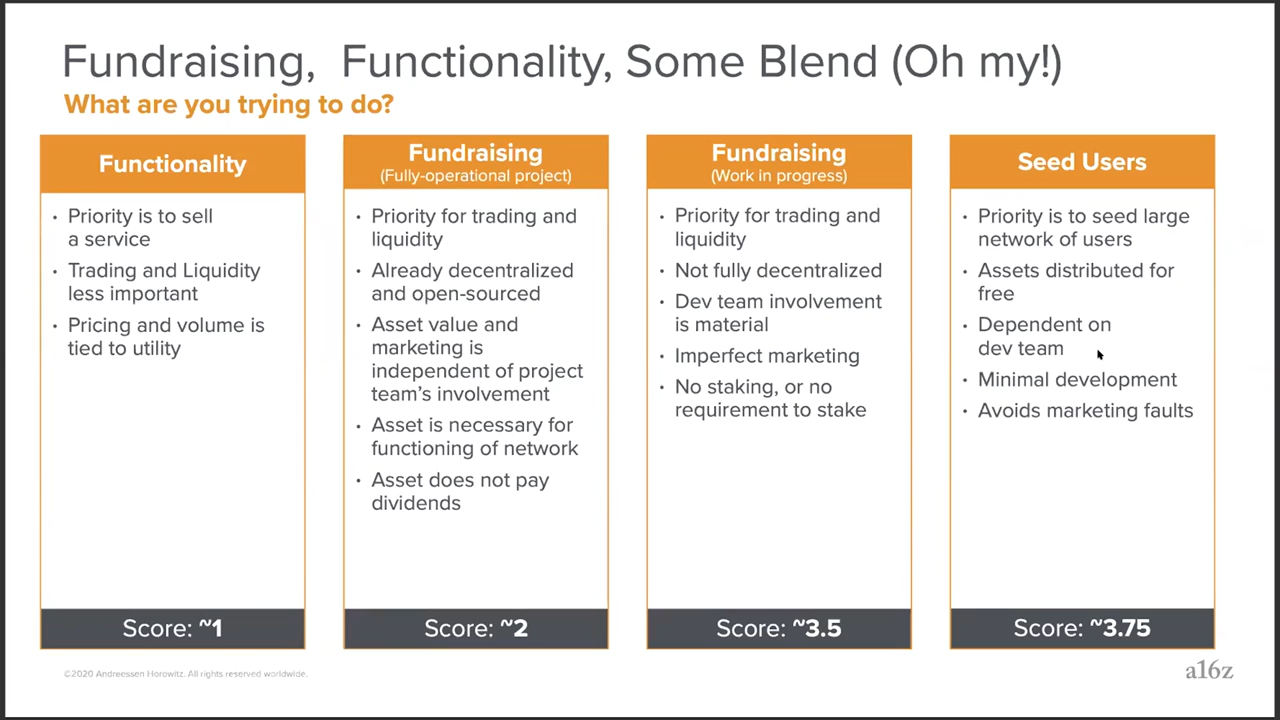 Fundraising, Functionality, Some Blend (Oh my!)
What are you trying to do?
Functionality
• Priority is to sell
a service
• Trading and Liquidity
less important
• Pricing and volume is
tied to utility
Score: ~1
Fundraising
(Fully-operational project)
• Priority for trading and
liquidity
• Already decentralized
and open-sourced
• Asset value and
marketing is
independent of project
team's involvement
• Asset is necessary for
functioning of network
• Asset does not pay
dividends
Score: ~2
Fundraising
(Work in progress)
• Priority for trading and
liquidity
• Not fully decentralized
• Dev team involvement
is material
• Imperfect marketing
• No staking, or no
requirement to stake
Score: ~3.5
Seed Users
• Priority is to seed large
network of users
• Assets distributed for
free
• Dependent on
dev team
• Minimal development
• Avoids marketing faults
Score: ~3.75
©2020 Andreessen Horowitz. All rights reserved worldwide.
a16z